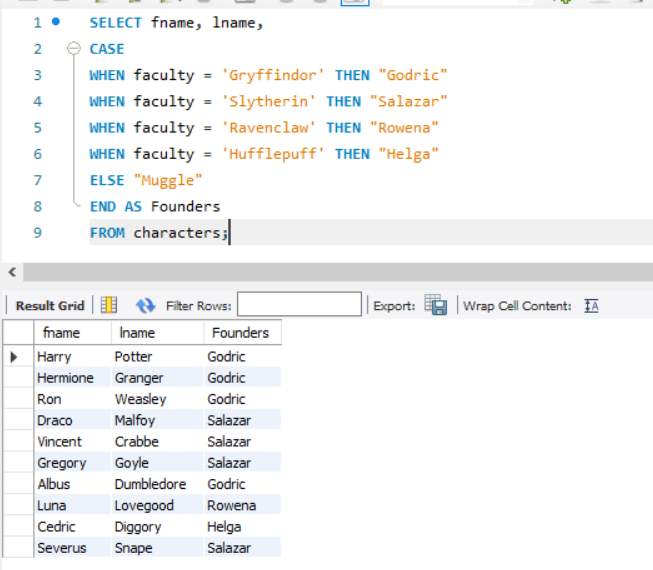 1 SELECT fname, lname,
2 CASE
3 WHEN faculty = 'Gryffindor' THEN "Godric"
4 WHEN faculty = 'Slytherin' THEN "Salazar"
5 WHEN faculty = 'Ravenclaw' THEN "Rowena"
6 WHEN faculty = 'Hufflepuff' THEN "Helga"
7 ELSE "Muggle"
8 END AS Founders
9 FROM characters;
Result Grid Filter Rows: Export: Wrap Cell Content:
fname lname Founders
Harry Potter Godric
Hermione Granger Godric
Ron Weasley Godric
Draco Malfoy Salazar
Vincent Crabbe Salazar
Gregory Goyle Salazar
Albus Dumbledore Godric
Luna Lovegood Rowena
Cedric Diggory Helga
Severus Snape Salazar